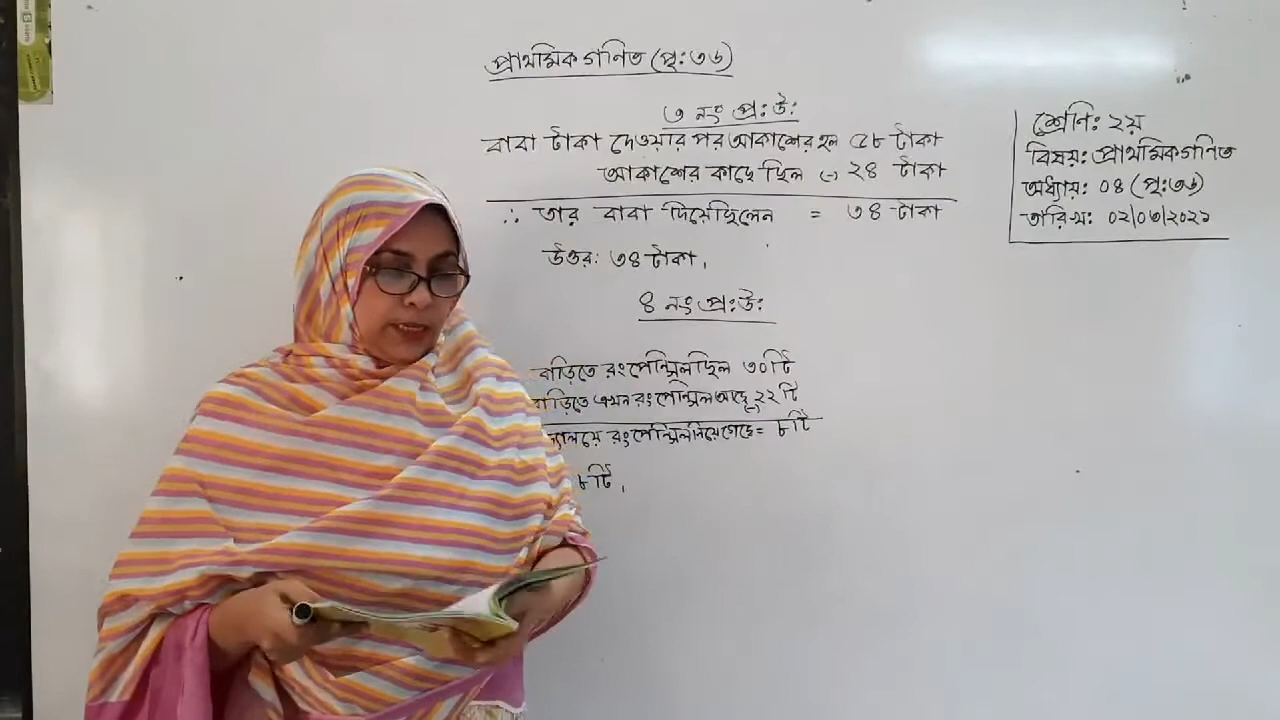 প্রাথমিক গণিত (পৃ:৩৬)
৩ নং প্র: উ:
বাবা টাকা দেওয়ার পর আকাশের হল ৫৮ টাকা
আকাশের কাছে ছিল (-) ২৪ টাকা
∴ তার বাবা দিয়েছিলেন = ৩৪ টাকা
উত্তর: ৩৪ টাকা।
৪ নং প্র: উ:
বাড়িতে রং পেন্সিল ছিল ৩০টি
বাড়িতে এখন রং পেন্সিল আছে (-) ২২টি
রং পেন্সিল নিয়ে গেছে = ৮টি
৮টি।
শ্রেণি: ২য়
বিষয়: প্রাথমিক গণিত
অধ্যায়: ০৪ (পৃ:৩৬)
তারিখ: ০২/০৩/২০২১